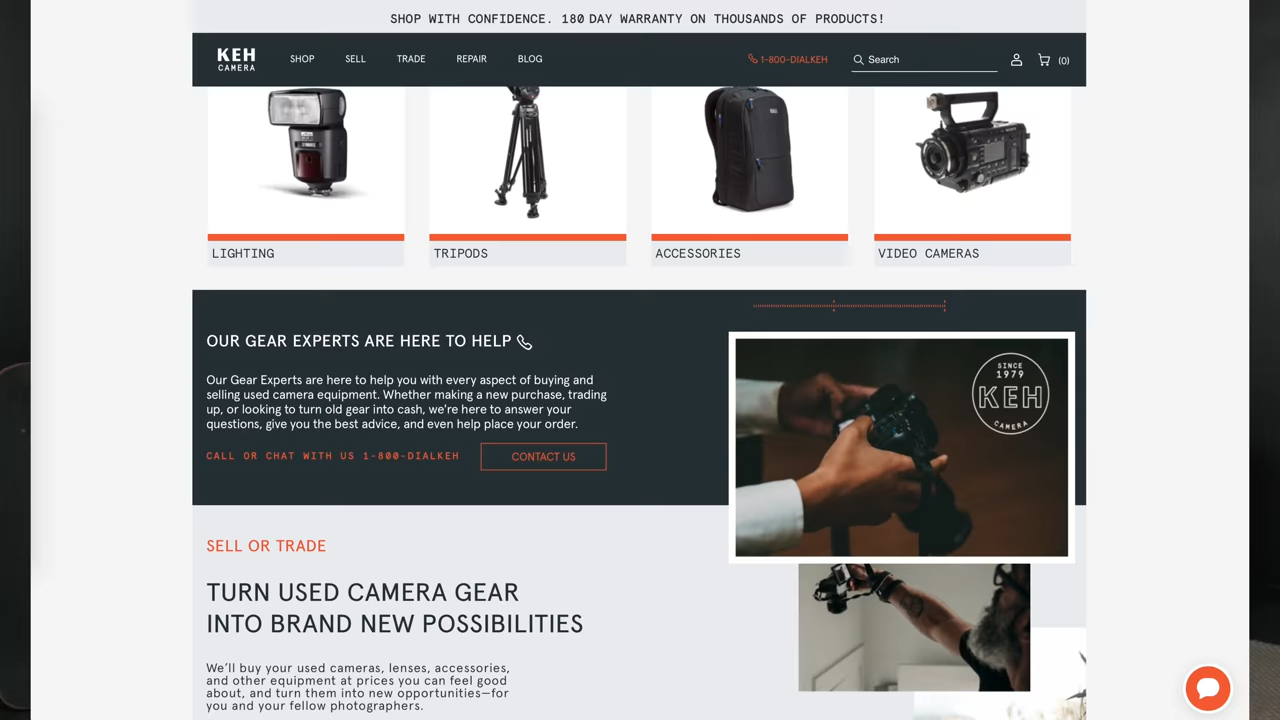 SHOP WITH CONFIDENCE. 180 DAY WARRANTY ON THOUSANDS OF PRODUCTS!
KEH
CAMERA
SHOP
SELL
TRADE
REPAIR
BLOG
1-800-DIALKEH
Search
(0)
LIGHTING
TRIPODS
ACCESSORIES
VIDEO CAMERAS
OUR GEAR EXPERTS ARE HERE TO HELP
Our Gear Experts are here to help you with every aspect of buying and
selling used camera equipment. Whether making a new purchase, trading
up, or looking to turn old gear into cash, we're here to answer your
questions, give you the best advice, and even help place your order.
CALL OR CHAT WITH US 1-800-DIALKEH
CONTACT US
SINCE
1979
KEH
CAMERA
SELL OR TRADE
TURN USED CAMERA GEAR
INTO BRAND NEW POSSIBILITIES
We'll buy your used cameras, lenses, accessories,
and other equipment at prices you can feel good
about, and turn them into new opportunities—for
you and your fellow photographers.